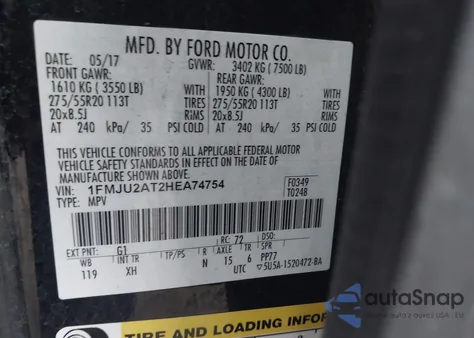 MFD. BY FORD MOTOR CO.
DATE: 05/17 GVWR: 3402 KG ( 7500 LB)
FRONT GAWR: REAR GAWR:
1610 KG ( 3550 LB) WITH 1950 KG ( 4300 LB) WITH
275/55R20 113T TIRES 275/55R20 113T TIRES
20x8.5J RIMS 20x8.5J RIMS
AT 240 kPa/ 35 PSI COLD AT 240 kPa/ 35 PSI COLD
THIS VEHICLE CONFORMS TO ALL APPLICABLE FEDERAL MOTOR
VEHICLE SAFETY STANDARDS IN EFFECT ON THE DATE OF MANUFACTURE SHOWN ABOVE.
VIN: 1FMJU2AT2HEA74754 F0349
TYPE: MPV T0248
EXT PNT: G1 RC: 72 DSO:
WB INT TR TP/PS R AXLE TR SPR
119 XH N 15 6 PP77
UTC 5U5A-1520472-BA
autoSnap
TIRE AND LOADING INFOR